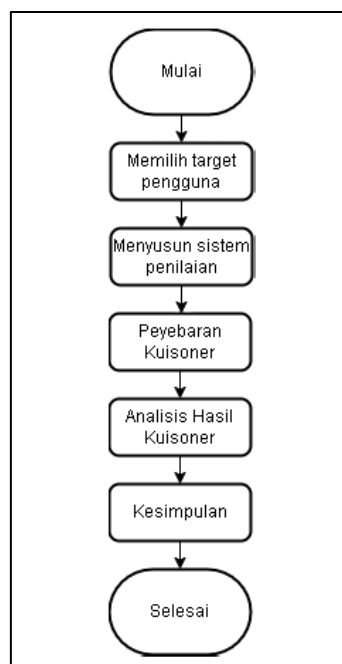 Mulai
Memilih target
pengguna
Menyusun sistem
penilaian
Peyebaran
Kuisoner
Analisis Hasil
Kuisoner
Kesimpulan
Selesai